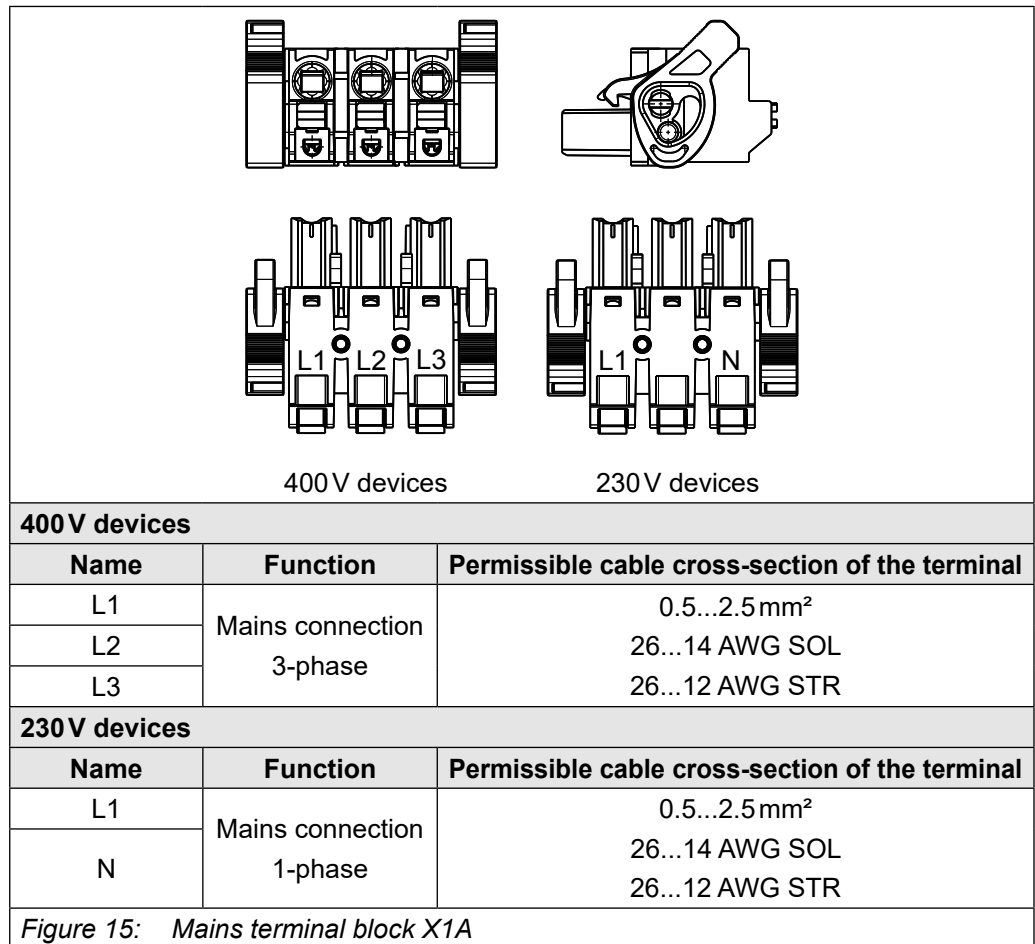 L1 L2 L3
L1 N
400 V devices 230 V devices
400 V devices
Name Function Permissible cable cross-section of the terminal
L1
L2
L3
Mains connection
3-phase
0.5...2.5 mm²
26...14 AWG SOL
26...12 AWG STR
230 V devices
Name Function Permissible cable cross-section of the terminal
L1
N
Mains connection
1-phase
0.5...2.5 mm²
26...14 AWG SOL
26...12 AWG STR
Figure 15: Mains terminal block X1A